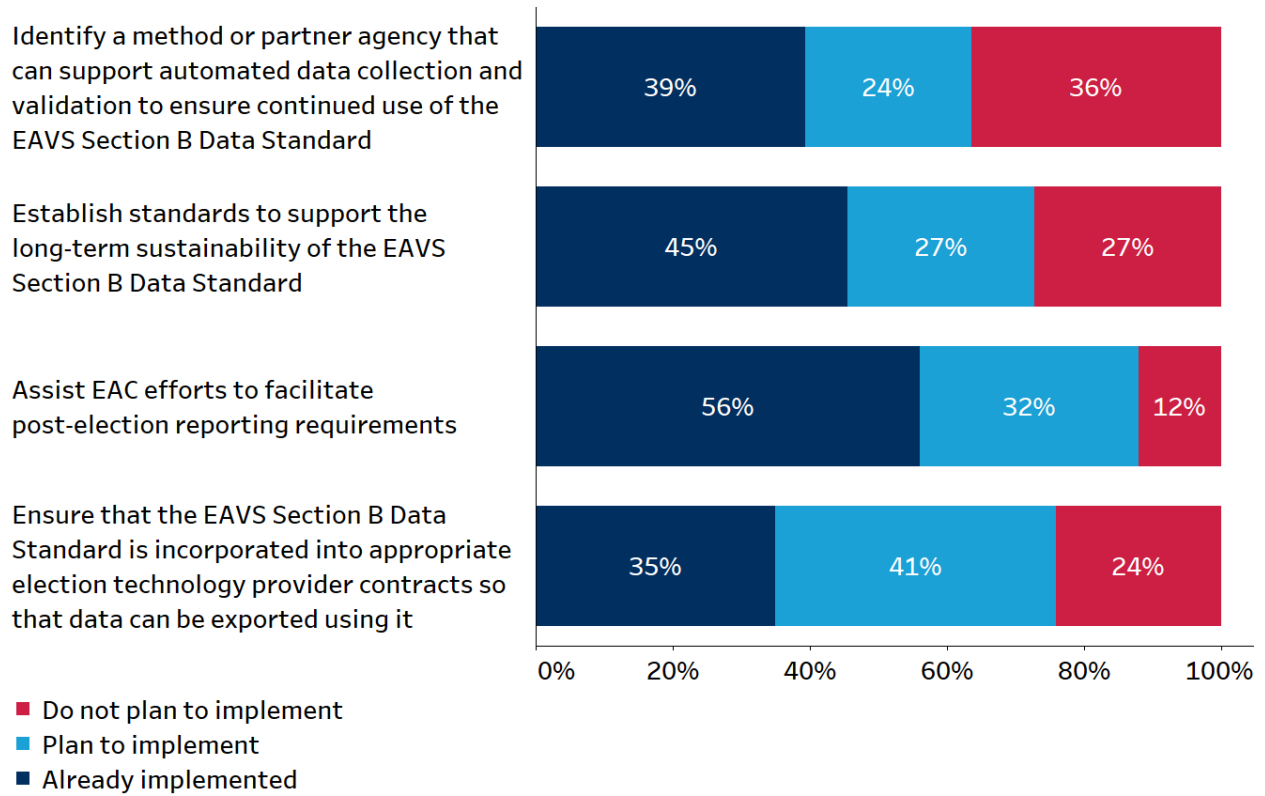 Identify a method or partner agency that
can support automated data collection and
validation to ensure continued use of the
EAVS Section B Data Standard
39%
24%
36%
Establish standards to support the
long-term sustainability of the EAVS
Section B Data Standard
45%
27%
27%
Assist EAC efforts to facilitate
post-election reporting requirements
56%
32%
12%
Ensure that the EAVS Section B Data
Standard is incorporated into appropriate
election technology provider contracts so
that data can be exported using it
35%
41%
24%
0%
20%
40%
60%
80%
100%
Do not plan to implement
Plan to implement
Already implemented